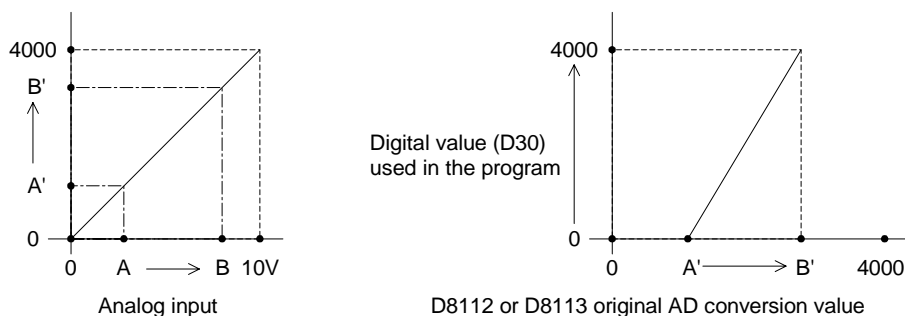 4000
B'
A'
0
0 A B 10V
Analog input
4000
Digital value (D30)
used in the program
0
0 A' B' 4000
D8112 or D8113 original AD conversion value